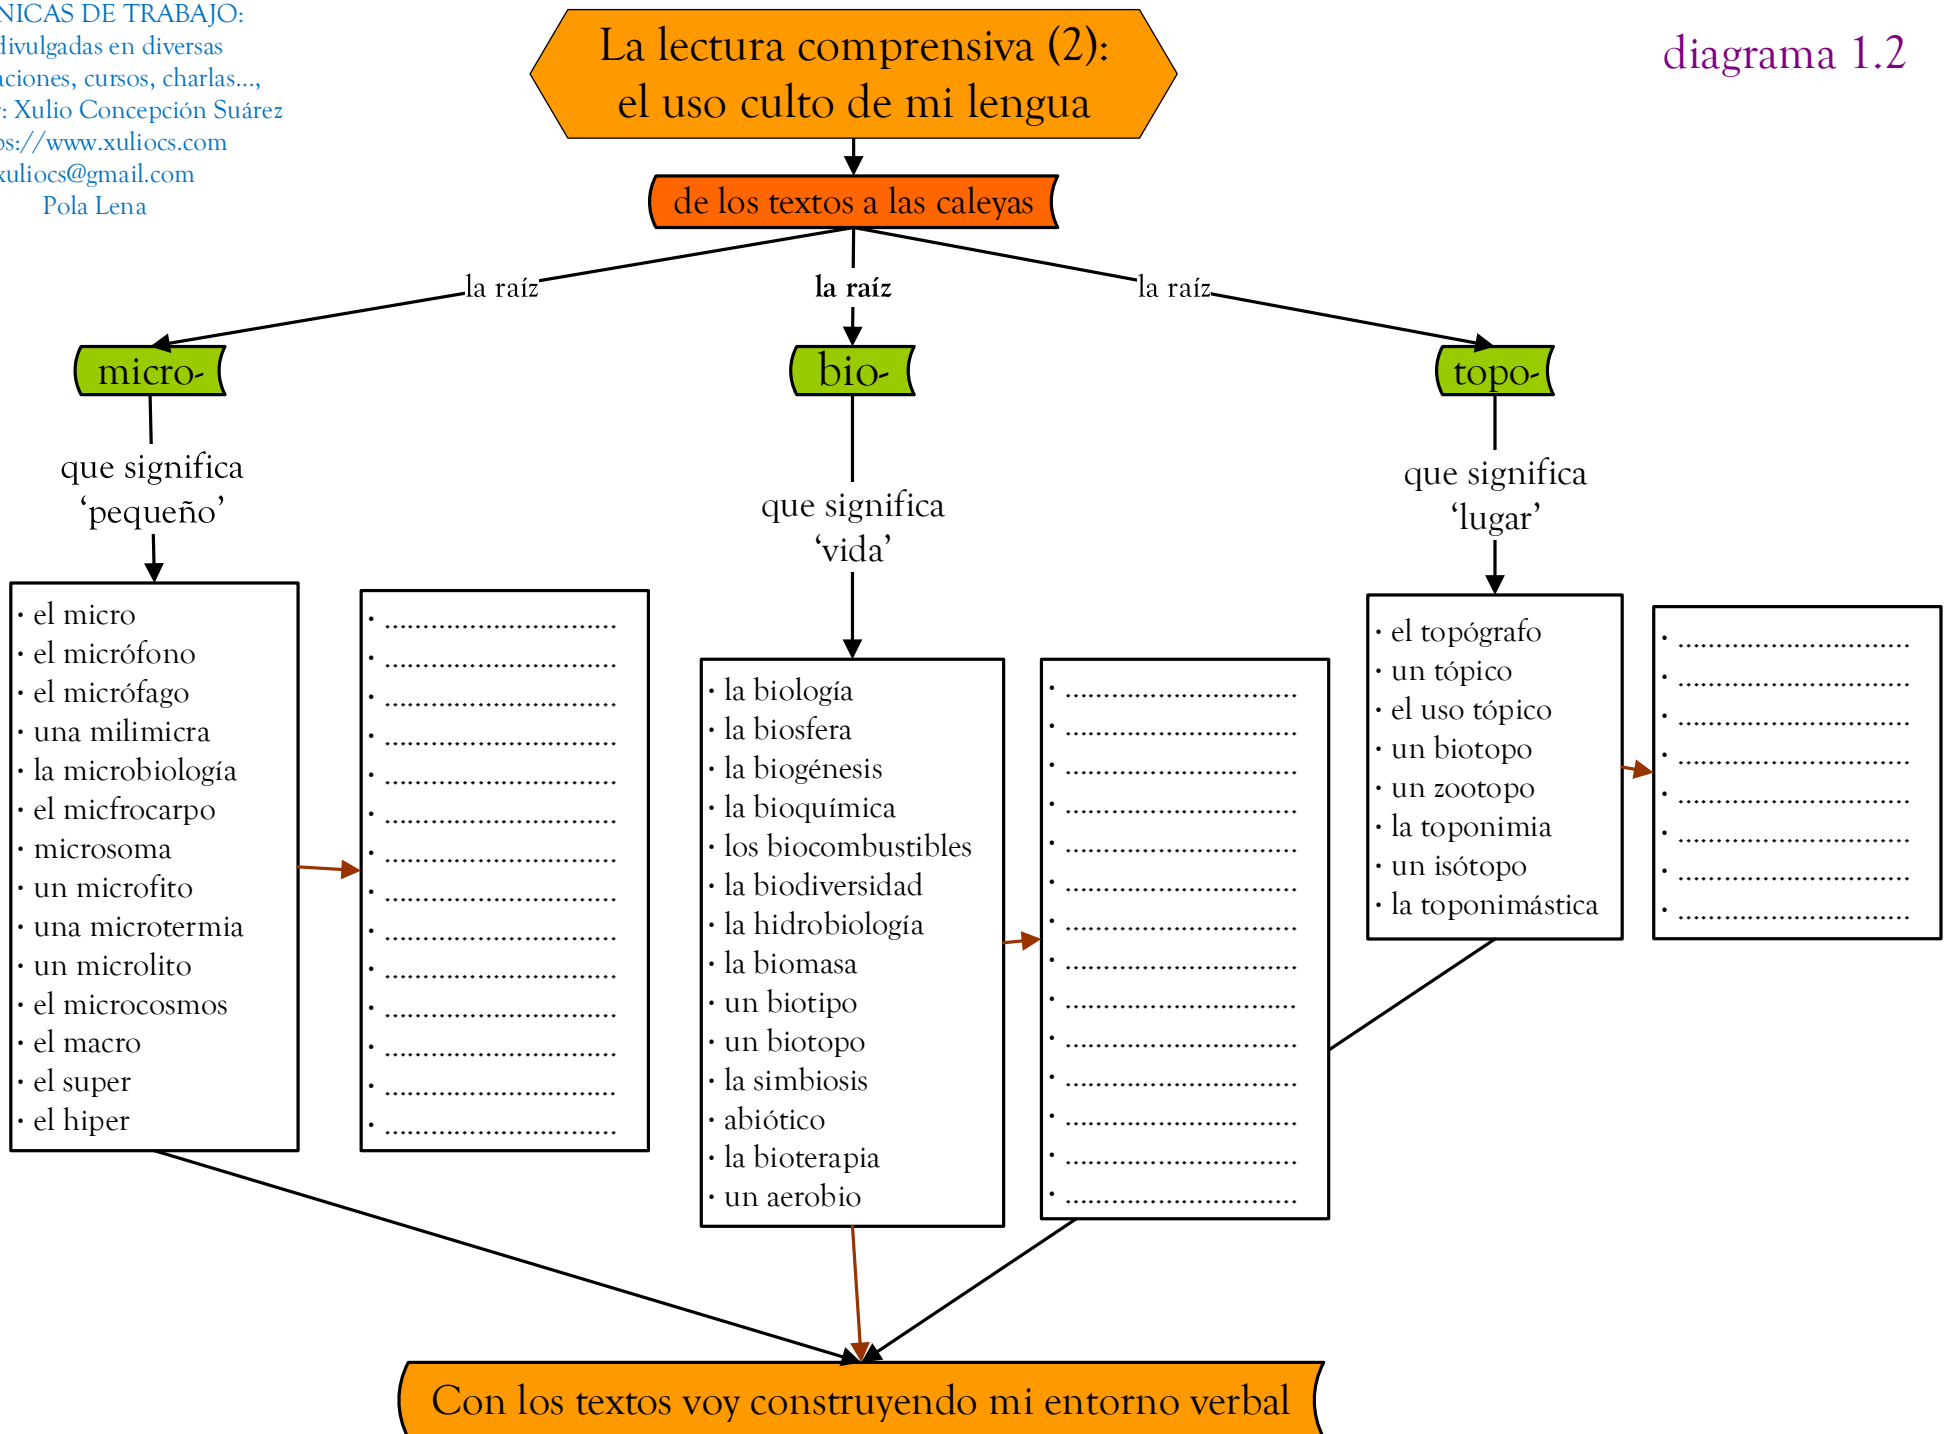 NICAS DE TRABAJO:
divulgadas en diversas
aciones, cursos, charlas...,
: Xulio Concepción Suárez
os://www.xuliocs.com
xuliocs@gmail.com
Pola Lena
La lectura comprensiva (2):
el uso culto de mi lengua
diagrama 1.2
de los textos a las caleyas
la raíz
la raíz
la raíz
micro-
bio-
topo-
que significa
‘pequeño’
que significa
‘vida’
que significa
‘lugar’
· el micro
· el micrófono
· el micrófago
· una milimicra
· la microbiología
· el micfrocarpo
· microsoma
· un microfito
· una microtermia
· un microlito
· el microcosmos
· el macro
· el super
· el hiper
· la biología
· la biosfera
· la biogénesis
· la bioquímica
· los biocombustibles
· la biodiversidad
· la hidrobiología
· la biomasa
· un biotipo
· un biotopo
· la simbiosis
· abiótico
· la bioterapia
· un aerobio
· el topógrafo
· un tópico
· el uso tópico
· un biotopo
· un zootopo
· la toponimia
· un isótopo
· la toponimástica
Con los textos voy construyendo mi entorno verbal